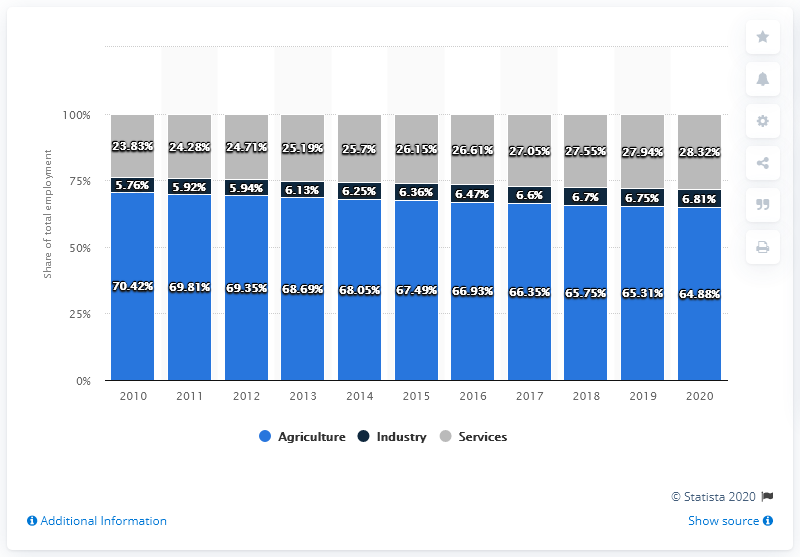 100%
75%
50%
25%
0%
Share of total employment
23.83% 24.28% 24.71% 25.19% 25.7% 26.15% 26.61% 27.05% 27.55% 27.94% 28.32%
5.76% 5.92% 5.94% 6.13% 6.25% 6.36% 6.47% 6.6% 6.7% 6.75% 6.81%
70.42% 69.81% 69.35% 68.69% 68.05% 67.49% 66.93% 66.35% 65.75% 65.31% 64.88%
2010 2011 2012 2013 2014 2015 2016 2017 2018 2019 2020
Agriculture Industry Services
© Statista 2020
Additional Information
Show source